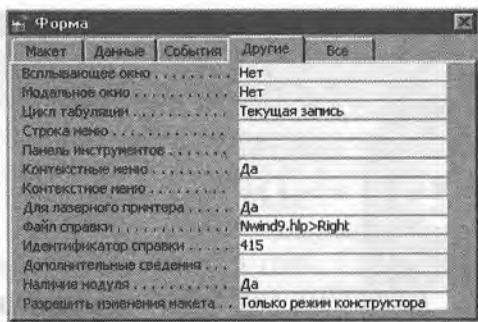 Форма
Макет Данные События Другие Все
Всплывающее окно . . . . . . . . . Нет
Модальное окно . . . . . . . . . . . Нет
Цикл табуляции . . . . . . . . . . . Текущая запись
Строка меню . . . . . . . . . . . . .
Панель инструментов . . . . . . .
Контекстные меню . . . . . . . . . Да
Контекстное меню . . . . . . . . .
Для лазерного принтера . . . . . Да
Файл справки . . . . . . . . . . . . Nwind9.hlp>Right
Идентификатор справки . . . . . 415
Дополнительные сведения . . .
Наличие модуля . . . . . . . . . . . Да
Разрешить изменения макета . . Только режим конструктора